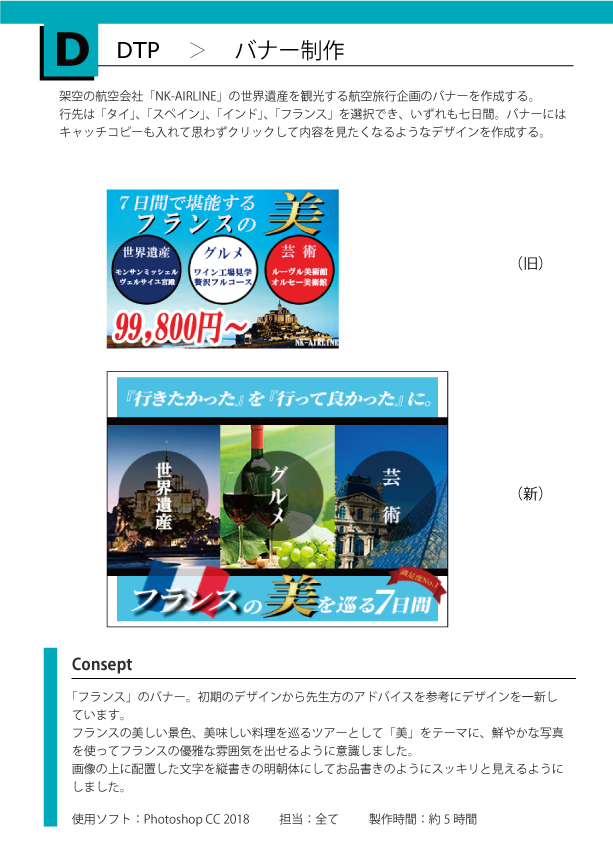 D DTP ＞ バナー制作
架空の航空会社「NK-AIRLINE」の世界遺産を観光する航空旅行企画のバナーを作成する。
行先は「タイ」、「スペイン」、「インド」、「フランス」を選択でき、いずれも七日間。バナーには
キャッチコピーも入れて思わずクリックして内容を見たくなるようなデザインを作成する。
7日間で堪能する
フランスの美
世界遺産
モンサンミッシェル
ヴェルサイユ宮殿
グルメ
ワイン工場見学
贅沢フルコース
芸術
ルーヴル美術館
オルセー美術館
99,800円～
NK-AIRLINE
（旧）
『行きたかった』を『行って良かった』に。
世界遺産
グルメ
芸術
満足度No.1
フランスの美を巡る7日間
（新）
Consept
「フランス」のバナー。初期のデザインから先生方のアドバイスを参考にデザインを一新し
ています。
フランスの美しい景色、美味しい料理を巡るツアーとして「美」をテーマに、鮮やかな写真
を使ってフランスの優雅な雰囲気を出せるように意識しました。
画像の上に配置した文字を縦書きの明朝体にしてお品書きのようにスッキリと見えるように
しました。
使用ソフト：Photoshop CC 2018 担当：全て 製作時間：約 5 時間